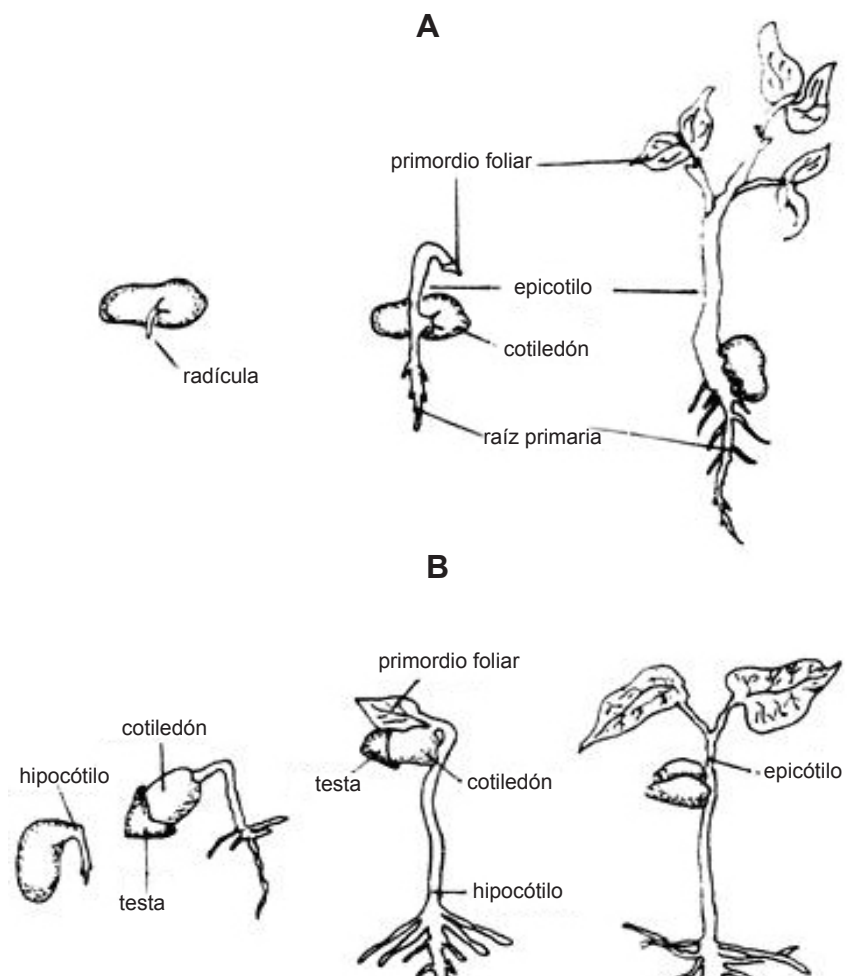 A
primordio foliar
epicotilo
cotiledón
radícula
raíz primaria
B
primordio foliar
cotiledón
hipocótilo
testa
cotiledón
epicótilo
testa
hipocótilo